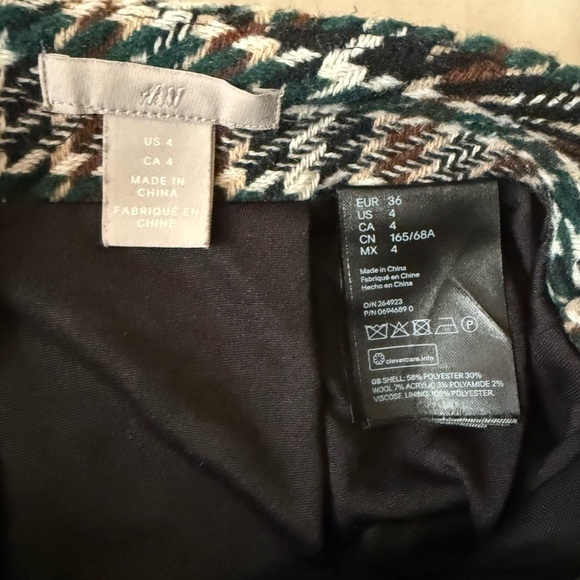 H&M
US 4
CA 4
MADE IN
CHINA
FABRIQUÉ EN
CHINE
EUR 36
US 4
CA 4
CN 165/68A
MX 4
Made in China
Fabriqué en Chine
Hecho en China
O/N 264923
P/N 0694689 0
clevercare.info
GB SHELL: 58% POLYESTER 30%
WOOL 7% ACRYLIC 3% POLYAMIDE 2%
VISCOSE. LINING: 100% POLYESTER.